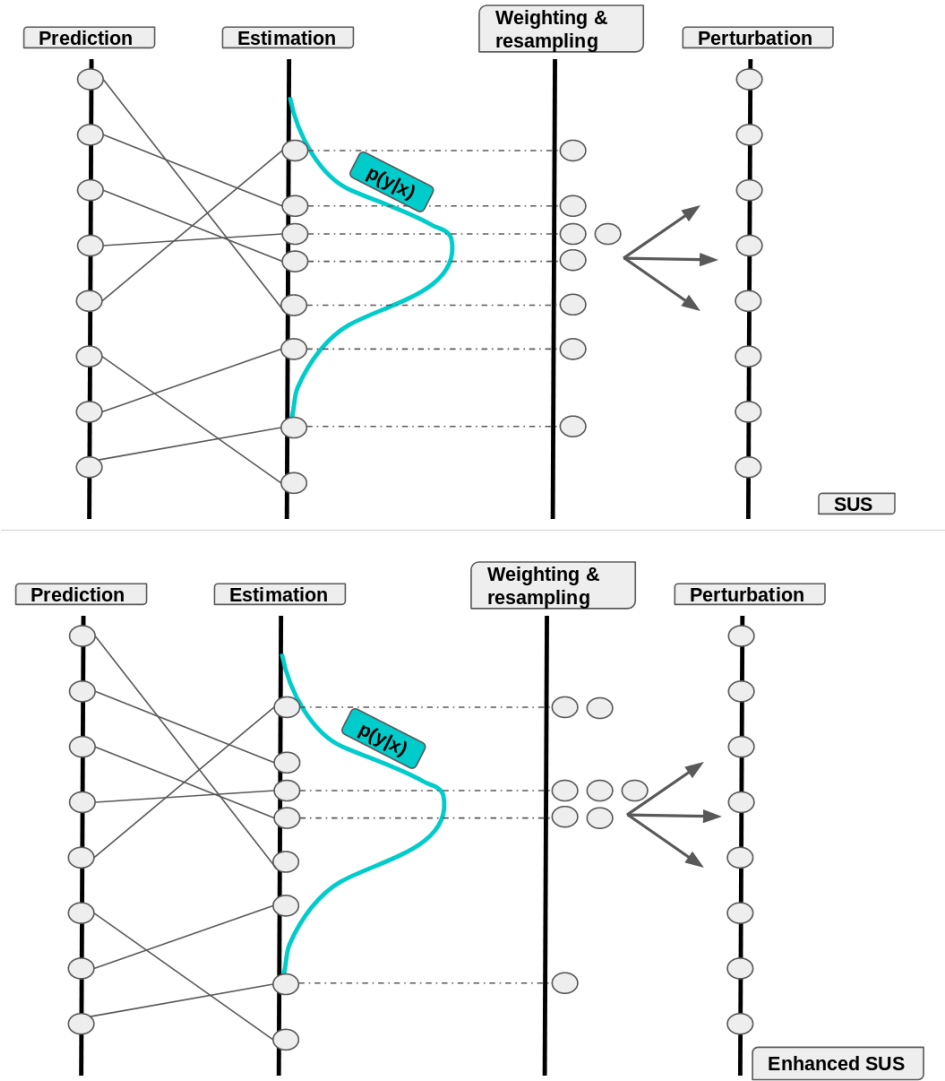 Prediction
Estimation
Weighting &
resampling
Perturbation
p(y|x)
SUS
Prediction
Estimation
Weighting &
resampling
Perturbation
p(y|x)
Enhanced SUS